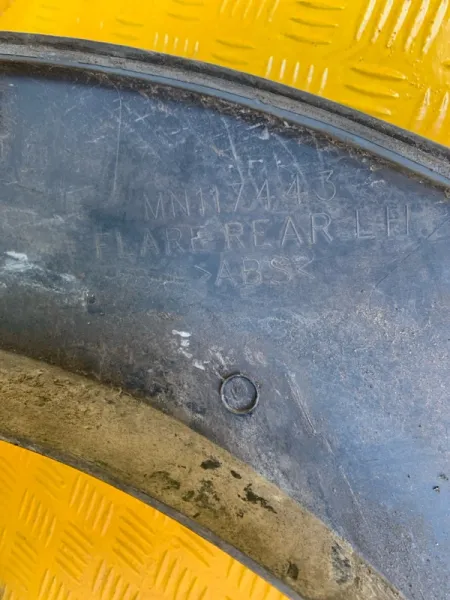 MN117443
FLARE REAR LH
>ABS<